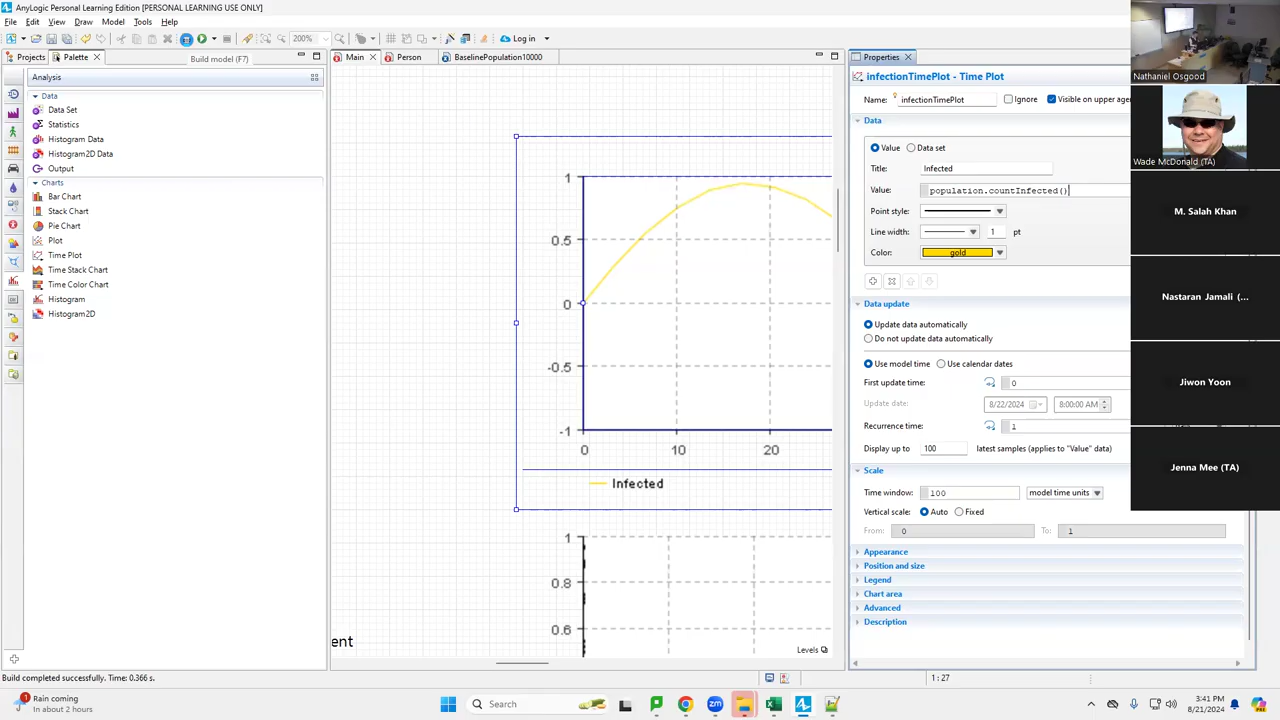 AnyLogic Personal Learning Edition [PERSONAL LEARNING USE ONLY]
File Edit View Draw Model Tools Help
200% Log in
Projects Palette
Build model (F7)
Main Person BaselinePopulation10000
Properties
Analysis
Data
Data Set
Statistics
Histogram Data
Histogram2D Data
Output
Charts
Bar Chart
Stack Chart
Pie Chart
Plot
Time Plot
Time Stack Chart
Time Color Chart
Histogram
Histogram2D
1
0.5
0
-0.5
-1
0 10 20
Infected
1
0.8
0.6
ent
Levels
infectionTimePlot - Time Plot
Name: infectionTimePlot Ignore Visible on upper agen
Data
Value Data set
Title: Infected
Value: population.countInfected()
Point style:
Line width: 1 pt
Color: gold
Data update
Update data automatically
Do not update data automatically
Use model time Use calendar dates
First update time: 0
Update date: 8/22/2024 8:00:00 AM
Recurrence time: 1
Display up to 100 latest samples (applies to "Value" data)
Scale
Time window: 100 model time units
Vertical scale: Auto Fixed
From: 0 To: 1
Appearance
Position and size
Legend
Chart area
Advanced
Description
Nathaniel Osgood
Wade McDonald (TA)
M. Salah Khan
Nastaran Jamali (...
Jiwon Yoon
Jenna Mee (TA)
Build completed successfully. Time: 0.366 s.
1 : 27
1
Rain coming
In about 2 hours
Search
3:41 PM
8/21/2024